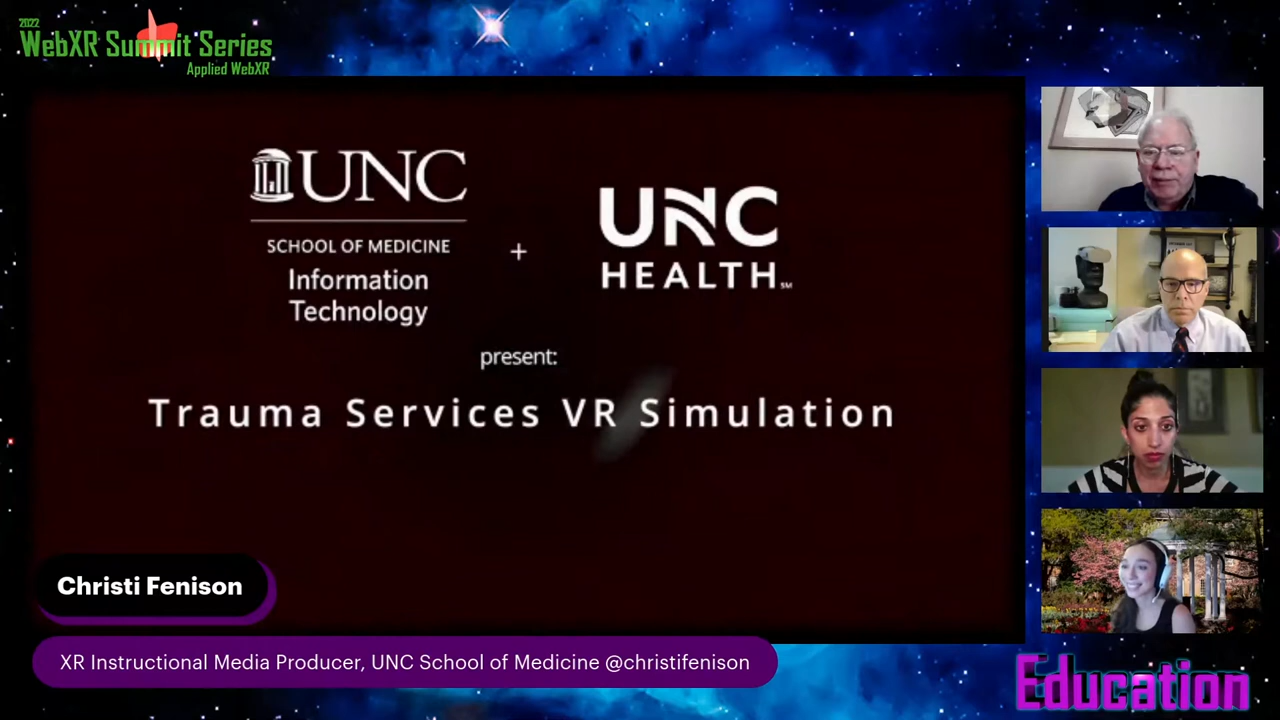 2022
WebXR Summit Series
Applied WebXR
UNC
SCHOOL OF MEDICINE
Information
Technology
+
UNC
HEALTH℠
present:
Trauma Services VR Simulation
Christi Fenison
XR Instructional Media Producer, UNC School of Medicine @christifenison
Education